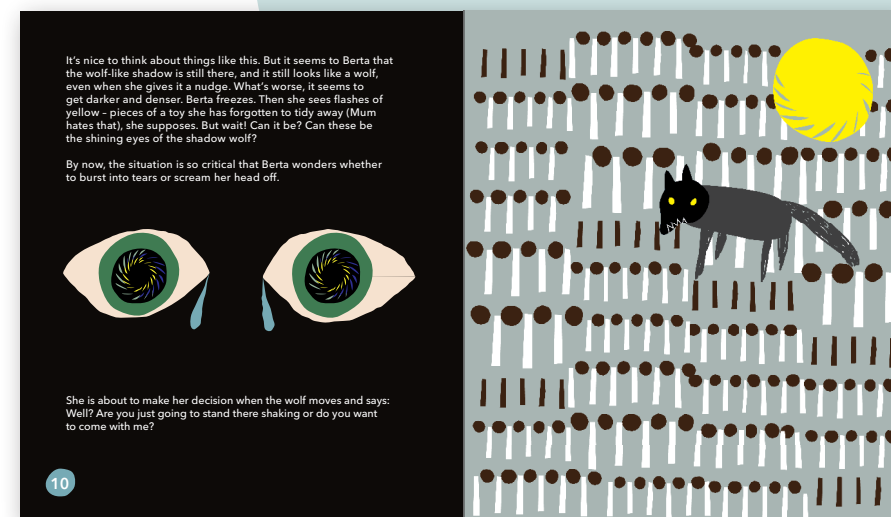 It's nice to think about things like this. But it seems to Berta that
the wolf-like shadow is still there, and it still looks like a wolf,
even when she gives it a nudge. What's worse, it seems to
get darker and denser. Berta freezes. Then she sees flashes of
yellow – pieces of a toy she has forgotten to tidy away (Mum
hates that), she supposes. But wait! Can it be? Can these be
the shining eyes of the shadow wolf?
By now, the situation is so critical that Berta wonders whether
to burst into tears or scream her head off.
She is about to make her decision when the wolf moves and says:
Well? Are you just going to stand there shaking or do you want
to come with me?
10